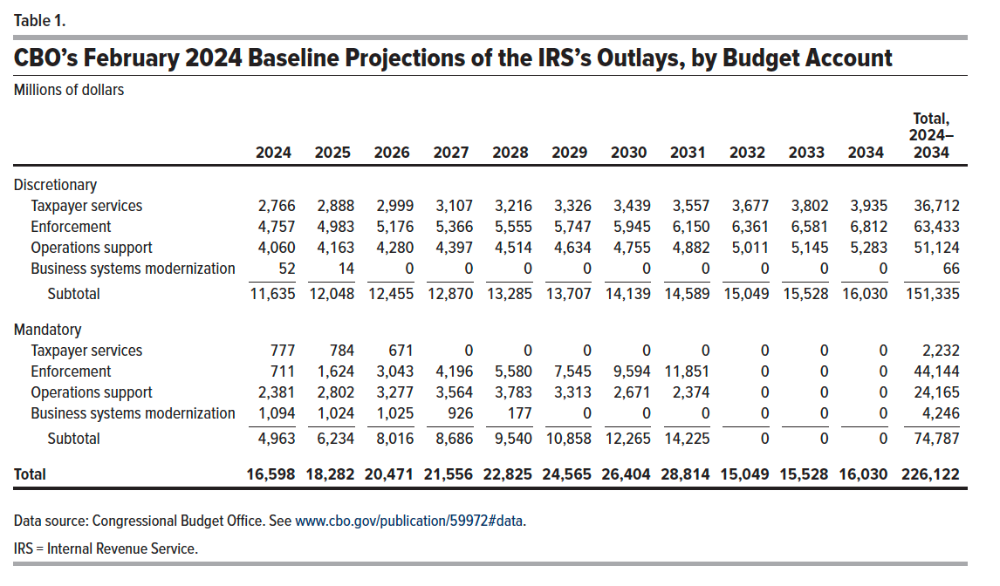 Table 1.
CBO’s February 2024 Baseline Projections of the IRS’s Outlays, by Budget Account
Millions of dollars
2024 2025 2026 2027 2028 2029 2030 2031 2032 2033 2034 Total, 2024–2034
Discretionary
Taxpayer services 2,766 2,888 2,999 3,107 3,216 3,326 3,439 3,557 3,677 3,802 3,935 36,712
Enforcement 4,757 4,983 5,176 5,366 5,555 5,747 5,945 6,150 6,361 6,581 6,812 63,433
Operations support 4,060 4,163 4,280 4,397 4,514 4,634 4,755 4,882 5,011 5,145 5,283 51,124
Business systems modernization 52 14 0 0 0 0 0 0 0 0 0 66
Subtotal 11,635 12,048 12,455 12,870 13,285 13,707 14,139 14,589 15,049 15,528 16,030 151,335
Mandatory
Taxpayer services 777 784 671 0 0 0 0 0 0 0 0 2,232
Enforcement 711 1,624 3,043 4,196 5,580 7,545 9,594 11,851 0 0 0 44,144
Operations support 2,381 2,802 3,277 3,564 3,783 3,313 2,671 2,374 0 0 0 24,165
Business systems modernization 1,094 1,024 1,025 926 177 0 0 0 0 0 0 4,246
Subtotal 4,963 6,234 8,016 8,686 9,540 10,858 12,265 14,225 0 0 0 74,787
Total 16,598 18,282 20,471 21,556 22,825 24,565 26,404 28,814 15,049 15,528 16,030 226,122
Data source: Congressional Budget Office. See www.cbo.gov/publication/59972#data.
IRS = Internal Revenue Service.